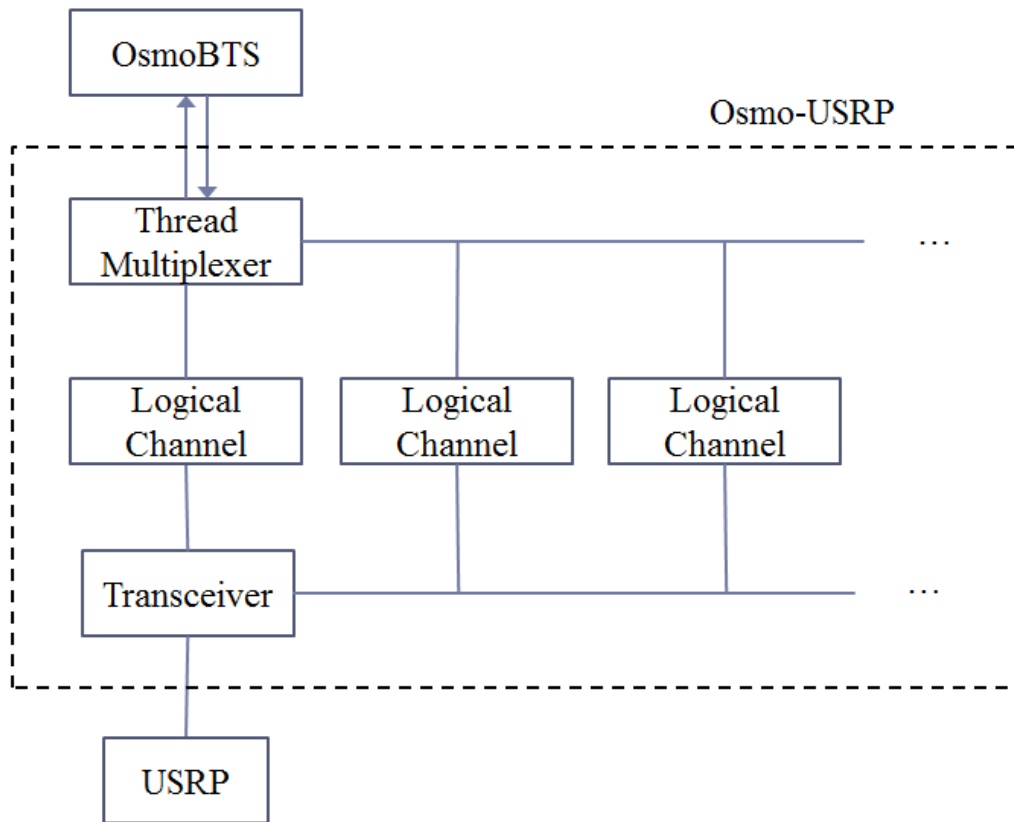 OsmoBTS
Osmo-USRP
Thread
Multiplexer
...
Logical
Channel
Logical
Channel
Logical
Channel
Transceiver
...
USRP